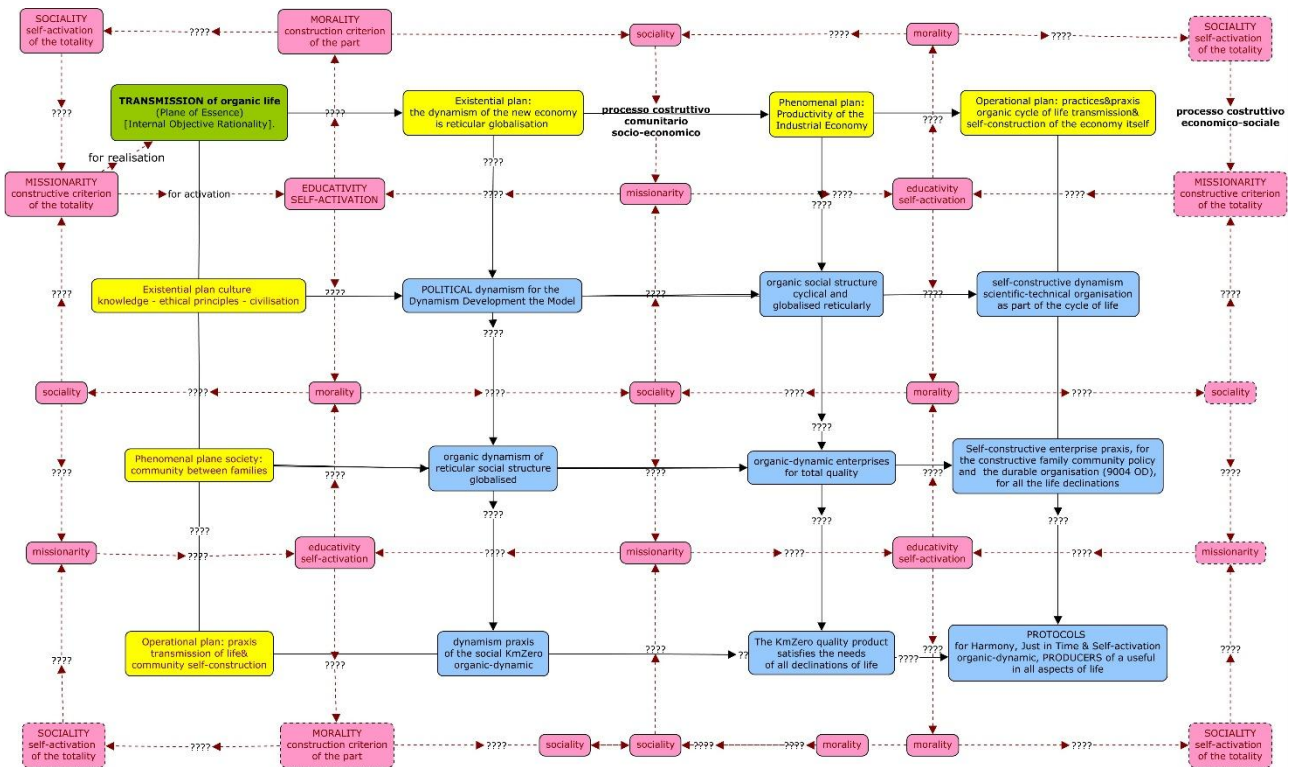 SOCIALITY
self-activation
of the totality
????
MORALITY
construction criterion
of the part
????
sociality
????
morality
????
SOCIALITY
self-activation
of the totality
????
TRANSMISSION of organic life
(Plane of Essence)
[Internal Objective Rationality].
????
Existential plan:
the dynamism of the new economy
is reticular globalisation
processo costruttivo
comunitario
socio-economico
Phenomenal plan:
Productivity of the
Industrial Economy
????
Operational plan: practices&praxis
organic cycle of life transmission&
self-construction of the economy itself
processo costruttivo
economico-sociale
for realisation
????
MISSIONARITY
constructive criterion
of the totality
for activation
EDUCATIVITY
SELF-ACTIVATION
????
missionarity
????
educativity
self-activation
????
MISSIONARITY
constructive criterion
of the totality
????
????
Existential plan culture
knowledge - ethical principles - civilisation
????
POLITICAL dynamism for the
Dynamism Development the Model
????
organic social structure
cyclical and
globalised reticularly
????
self-constructive dynamism
scientific-technical organisation
as part of the cycle of life
????
????
sociality
????
morality
????
sociality
????
morality
????
sociality
????
????
Phenomenal plane society:
community between families
????
organic dynamism of
reticular social structure
globalised
????
organic-dynamic enterprises
for total quality
????
Self-constructive enterprise praxis, for
the constructive family community policy
and the durable organisation (9004 OD),
for all the life declinations
????
????
????
????
????
missionarity
????
educativity
self-activation
????
missionarity
????
educativity
self-activation
????
missionarity
????
Operational plan: praxis
transmission of life&
community self-construction
????
dynamism praxis
of the social KmZero
organic-dynamic
????
??
The KmZero quality product
satisfies the needs
of all declinations of life
????
????
PROTOCOLS
for Harmony, Just in Time & Self-activation
organic-dynamic, PRODUCERS of a useful
in all aspects of life
????
SOCIALITY
self-activation
of the totality
????
MORALITY
construction criterion
of the part
????
sociality
sociality
????
????
morality
morality
????
SOCIALITY
self-activation
of the totality